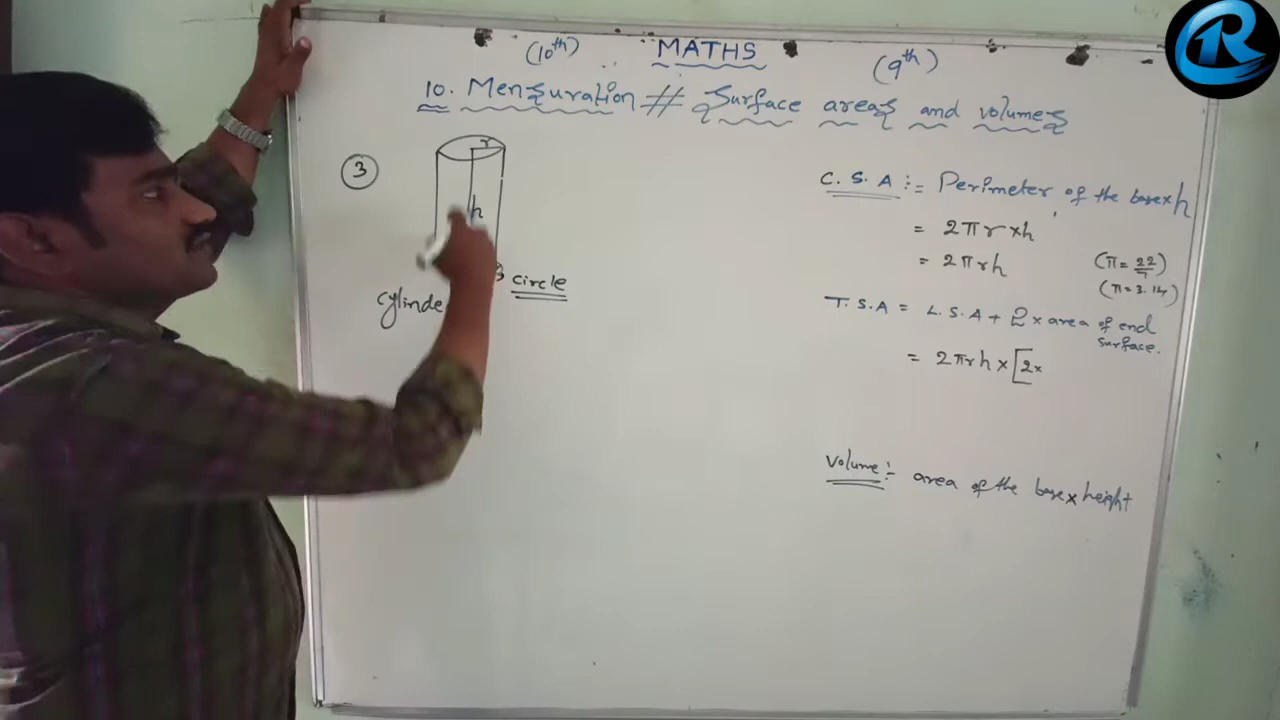 (10th) MATHS (9th)
10. Mensuration // Surface areas and volumes
3
r
h
circle
Cylinde
C.S.A :- = Perimeter of the base×h
= 2πr×h
= 2πrh
(π = 22/7)
(π = 3.14)
T.S.A = L.S.A + 2 × area of end surface.
= 2πrh × [2×
Volume :- area of the base × height
R